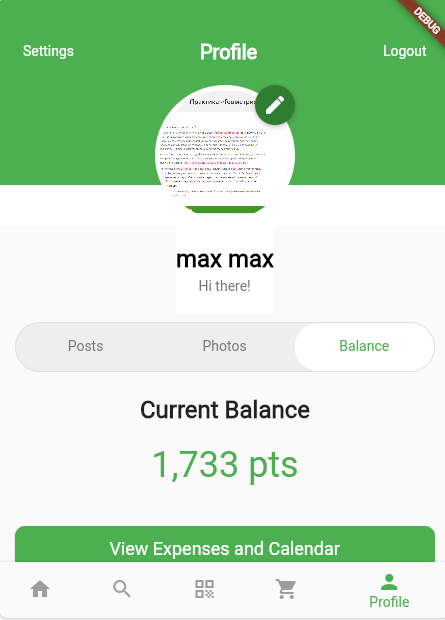 DEBUG
Settings
Profile
Logout
Практика
max max
Hi there!
Posts
Photos
Balance
Current Balance
1,733 pts
View Expenses and Calendar
Profile